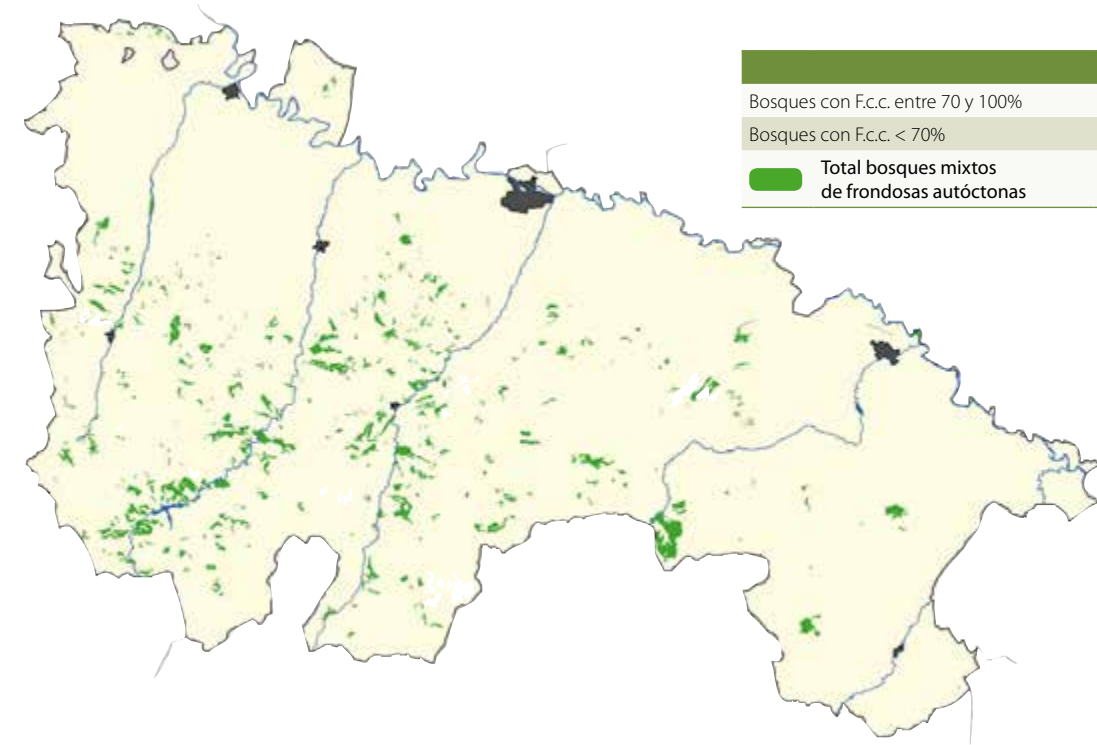 Bosques con F.c.c. entre 70 y 100%
Bosques con F.c.c. < 70%
Total bosques mixtos
de frondosas autóctonas